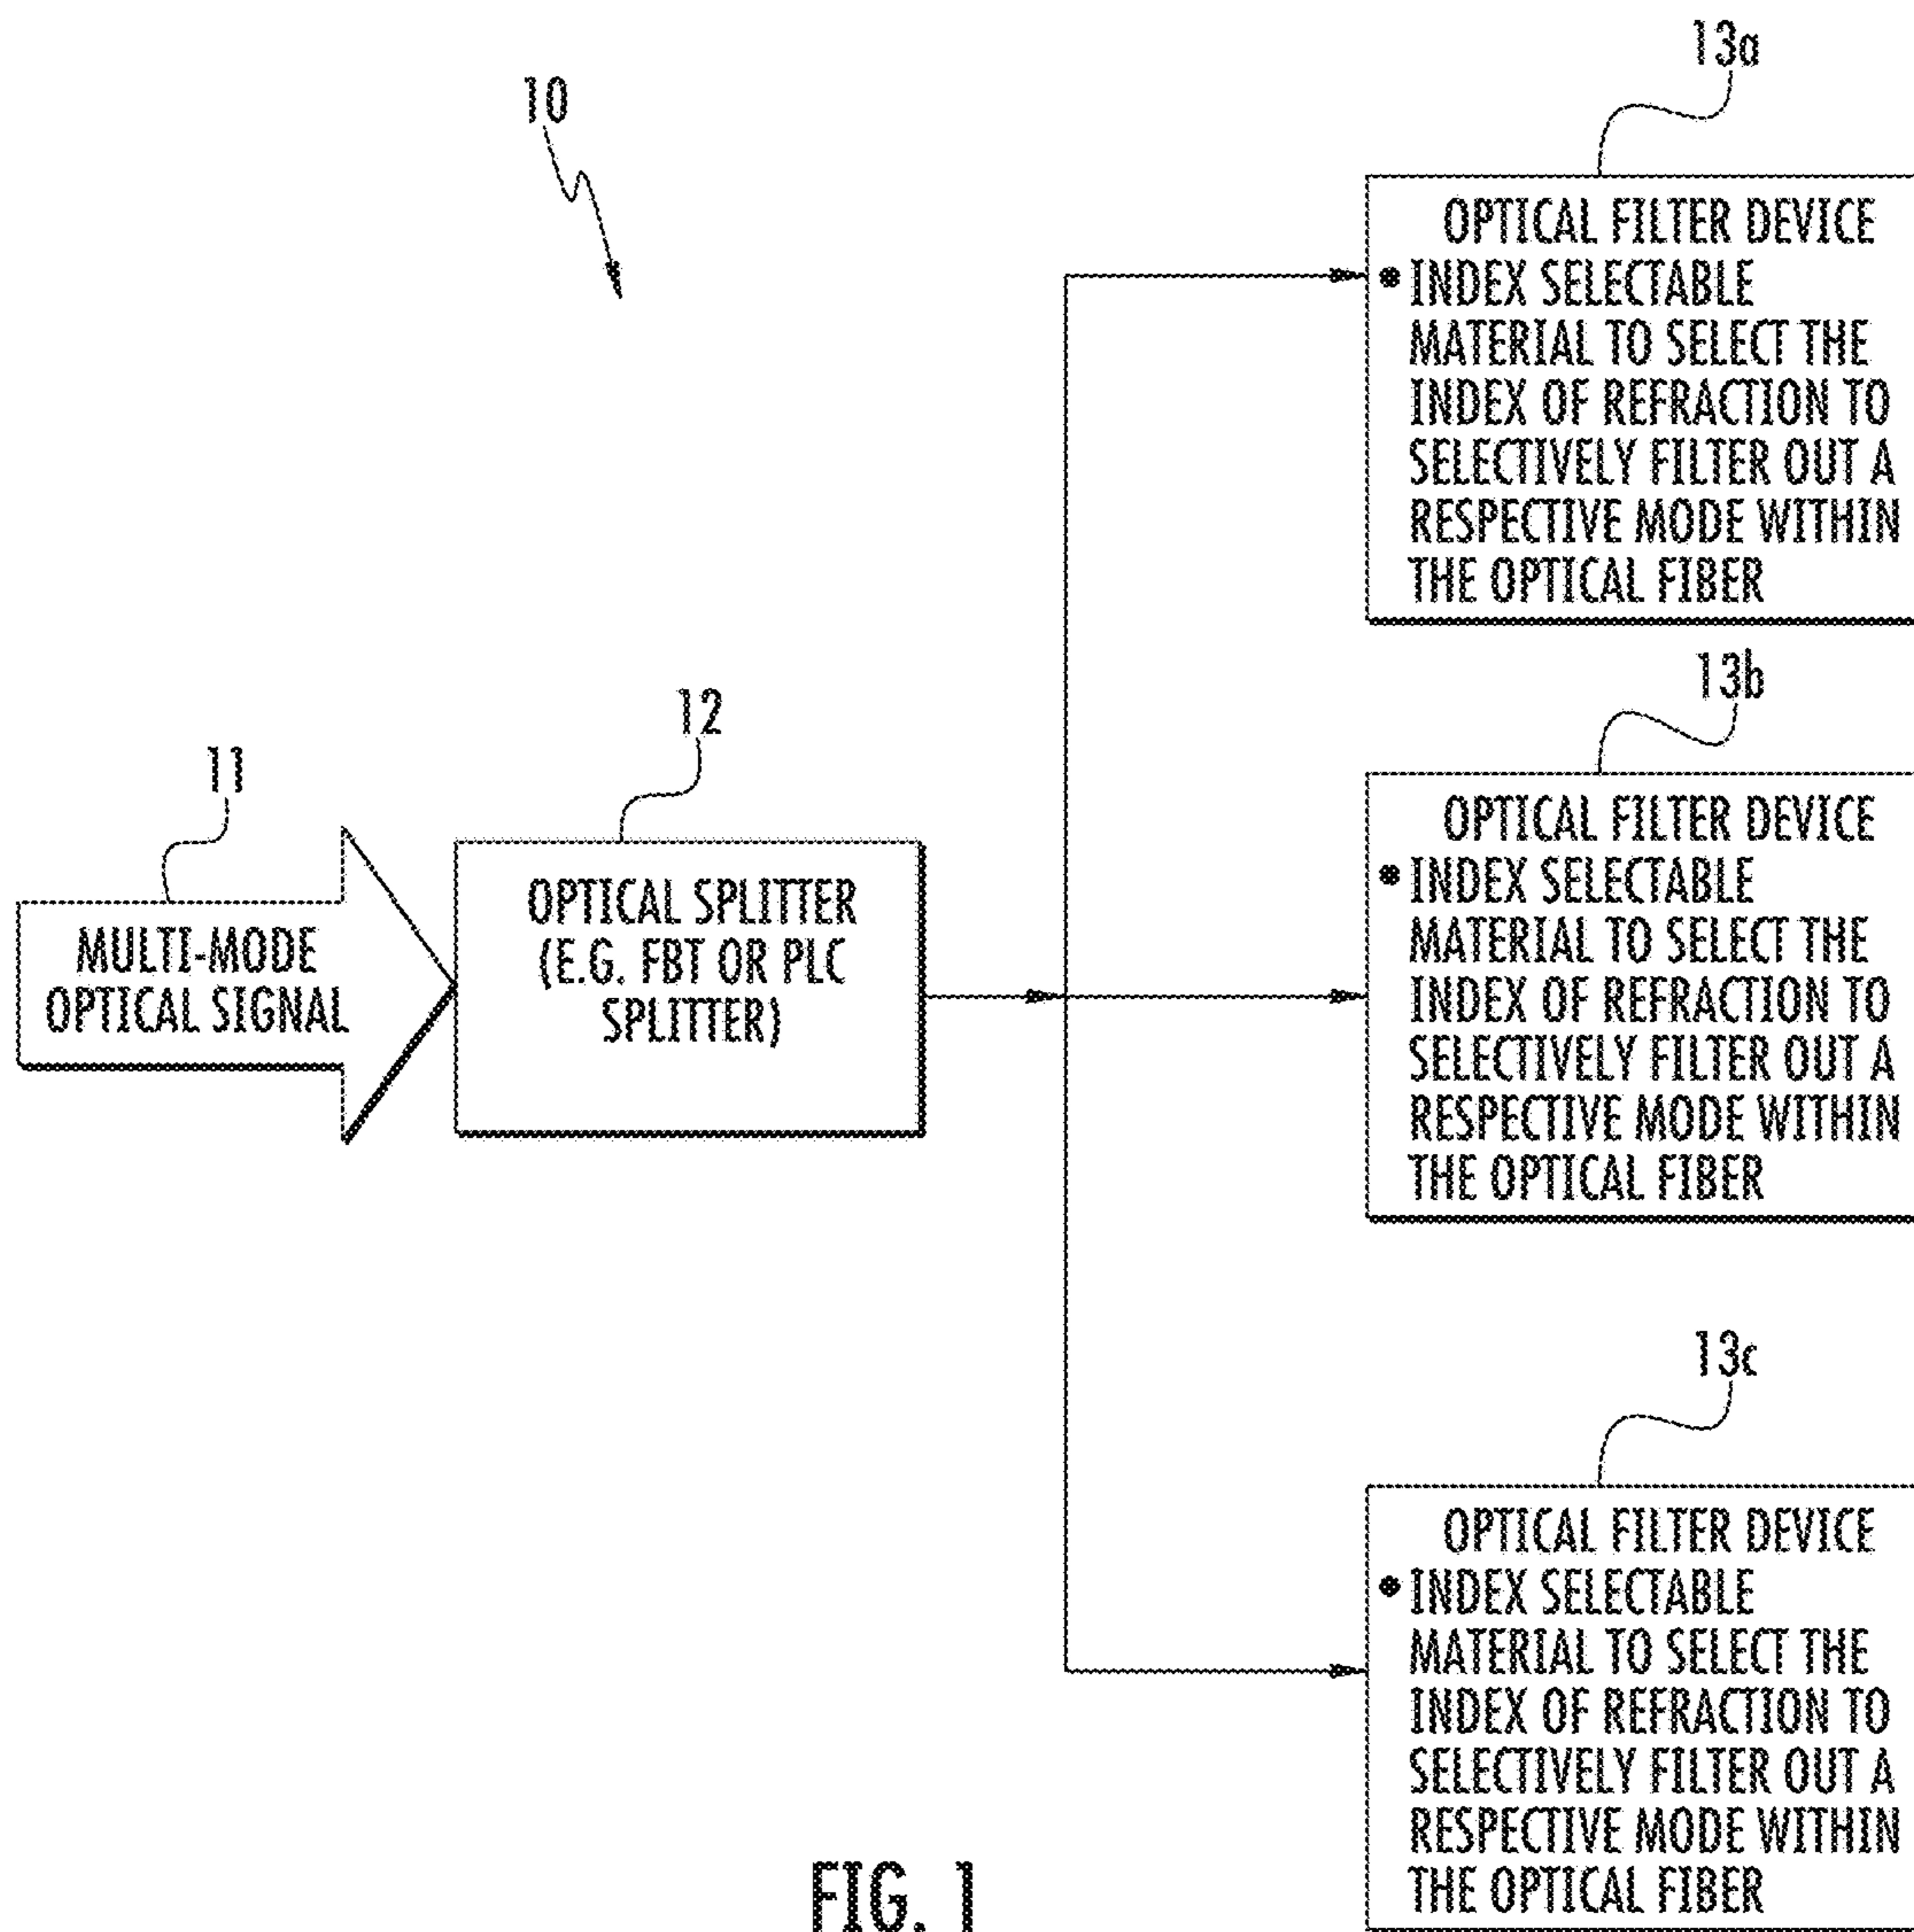 10
11
MULTI-MODE
OPTICAL SIGNAL
12
OPTICAL SPLITTER
(E.G. FBT OR PLC
SPLITTER)
13a
OPTICAL FILTER DEVICE
• INDEX SELECTABLE
MATERIAL TO SELECT THE
INDEX OF REFRACTION TO
SELECTIVELY FILTER OUT A
RESPECTIVE MODE WITHIN
THE OPTICAL FIBER
13b
OPTICAL FILTER DEVICE
• INDEX SELECTABLE
MATERIAL TO SELECT THE
INDEX OF REFRACTION TO
SELECTIVELY FILTER OUT A
RESPECTIVE MODE WITHIN
THE OPTICAL FIBER
13c
OPTICAL FILTER DEVICE
• INDEX SELECTABLE
MATERIAL TO SELECT THE
INDEX OF REFRACTION TO
SELECTIVELY FILTER OUT A
RESPECTIVE MODE WITHIN
THE OPTICAL FIBER
FIG. 1